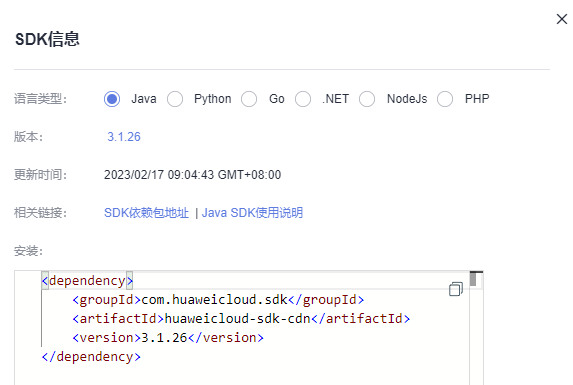 SDK信息
语言类型： Java Python Go .NET NodeJs PHP
版本： 3.1.26
更新时间： 2023/02/17 09:04:43 GMT+08:00
相关链接： SDK依赖包地址 | Java SDK使用说明
安装：
<dependency>
<groupId>com.huaweicloud.sdk</groupId>
<artifactId>huaweicloud-sdk-cdn</artifactId>
<version>3.1.26</version>
</dependency>